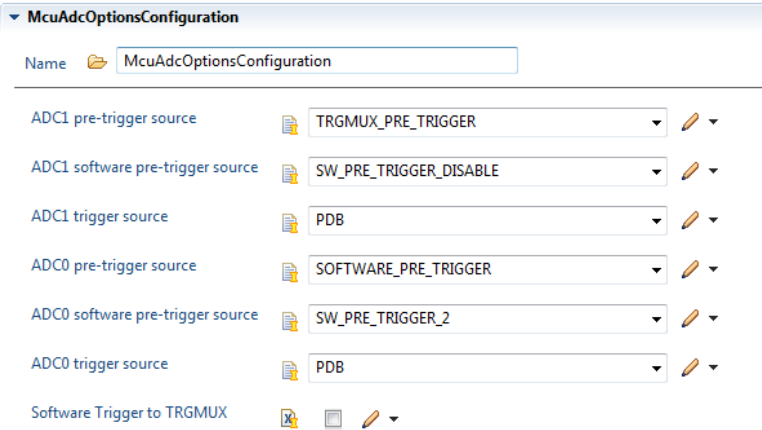 McuAdcOptionsConfiguration
Name McuAdcOptionsConfiguration
ADC1 pre-trigger source TRGMUX_PRE_TRIGGER
ADC1 software pre-trigger source SW_PRE_TRIGGER_DISABLE
ADC1 trigger source PDB
ADC0 pre-trigger source SOFTWARE_PRE_TRIGGER
ADC0 software pre-trigger source SW_PRE_TRIGGER_2
ADC0 trigger source PDB
Software Trigger to TRGMUX